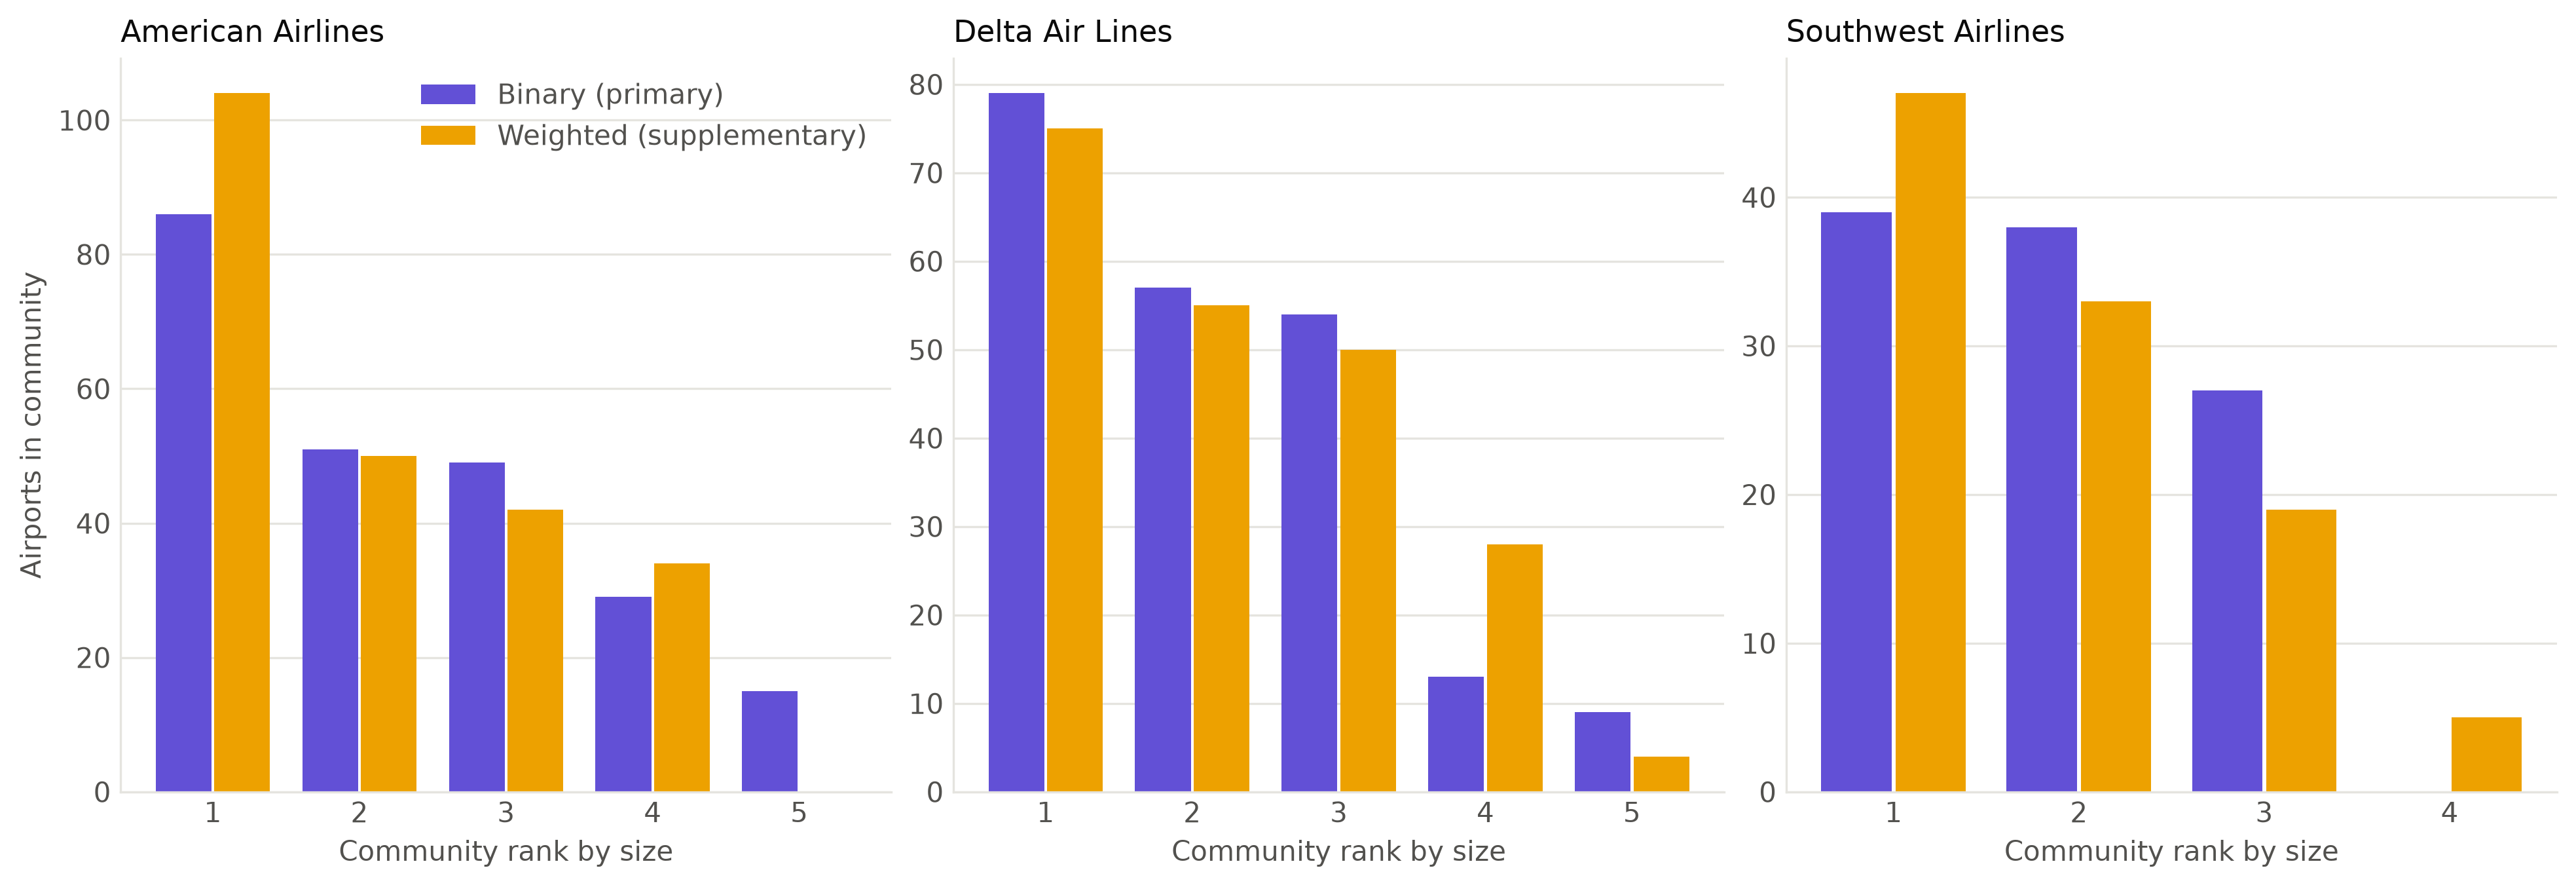 American Airlines
Delta Air Lines
Southwest Airlines
Binary (primary)
Weighted (supplementary)
Airports in community
100
80
60
40
20
0
1 2 3 4 5
Community rank by size
80
70
60
50
40
30
20
10
0
1 2 3 4 5
Community rank by size
40
30
20
10
0
1 2 3 4
Community rank by size